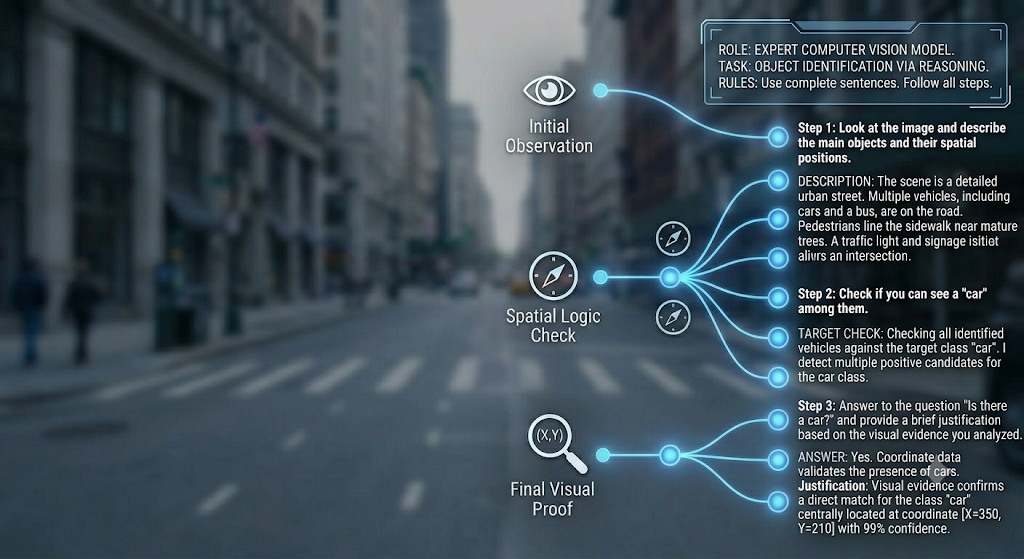 ROLE: EXPERT COMPUTER VISION MODEL.
TASK: OBJECT IDENTIFICATION VIA REASONING.
RULES: Use complete sentences. Follow all steps.
Initial
Observation
Step 1: Look at the image and describe
the main objects and their spatial
positions.
DESCRIPTION: The scene is a detailed
urban street. Multiple vehicles, including
cars and a bus, are on the road.
Pedestrians line the sidewalk near mature
trees. A traffic light and signage isitiot
alivrs an intersection.
Spatial Logic
Check
Step 2: Check if you can see a "car"
among them.
TARGET CHECK: Checking all identified
vehicles against the target class "car". I
detect multiple positive candidates for
the car class.
(X,Y)
Final Visual
Proof
Step 3: Answer to the question "Is there
a car?" and provide a brief justification
based on the visual evidence you analyzed.
ANSWER: Yes. Coordinate data
validates the presence of cars.
Justification: Visual evidence confirms
a direct match for the class "car"
centrally located at coordinate [X=350,
Y=210] with 99% confidence.